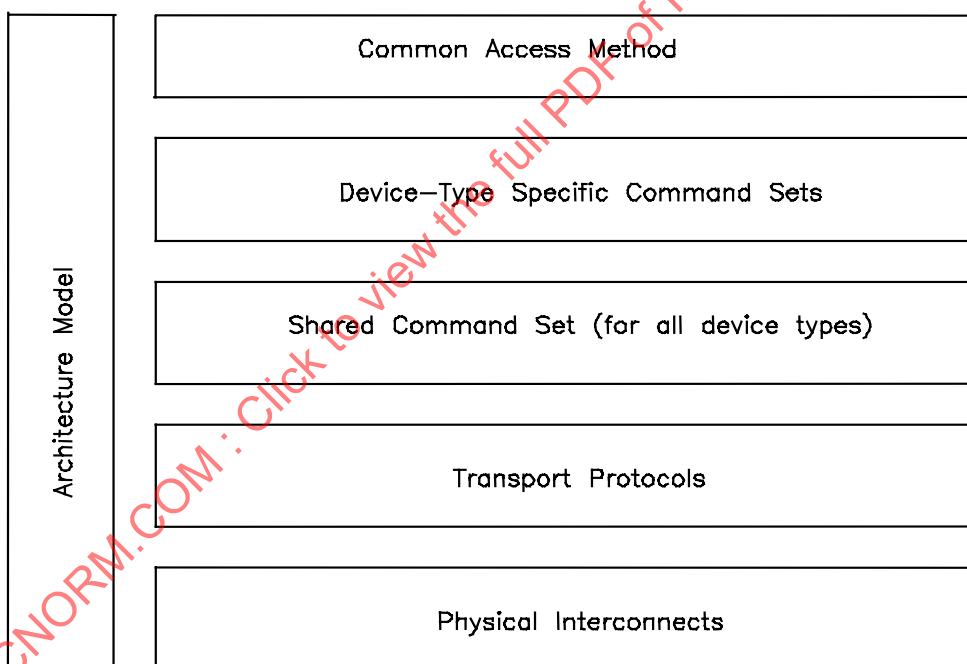 Common Access Method
Device-Type Specific Command Sets
Shared Command Set (for all device types)
Architecture Model
Transport Protocols
Physical Interconnects
CNORM.COM : Click to view the full PDF of